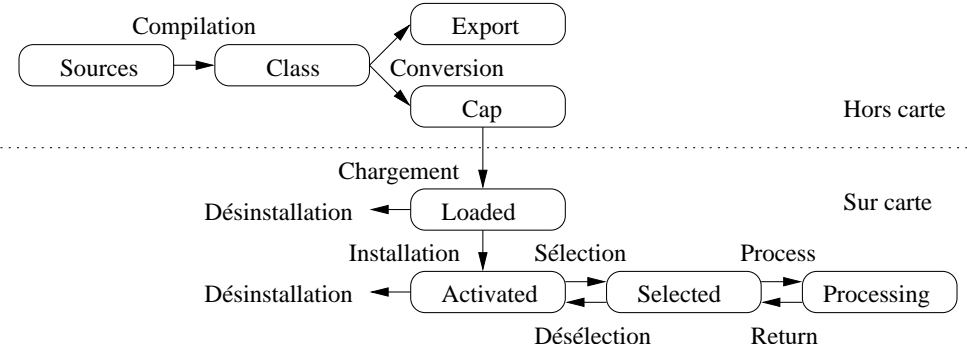 Compilation
Export
Sources
Class
Conversion
Cap
Hors carte
Chargement
Sur carte
Désinstallation
Loaded
Installation
Sélection
Process
Désinstallation
Activated
Selected
Processing
Désélection
Return